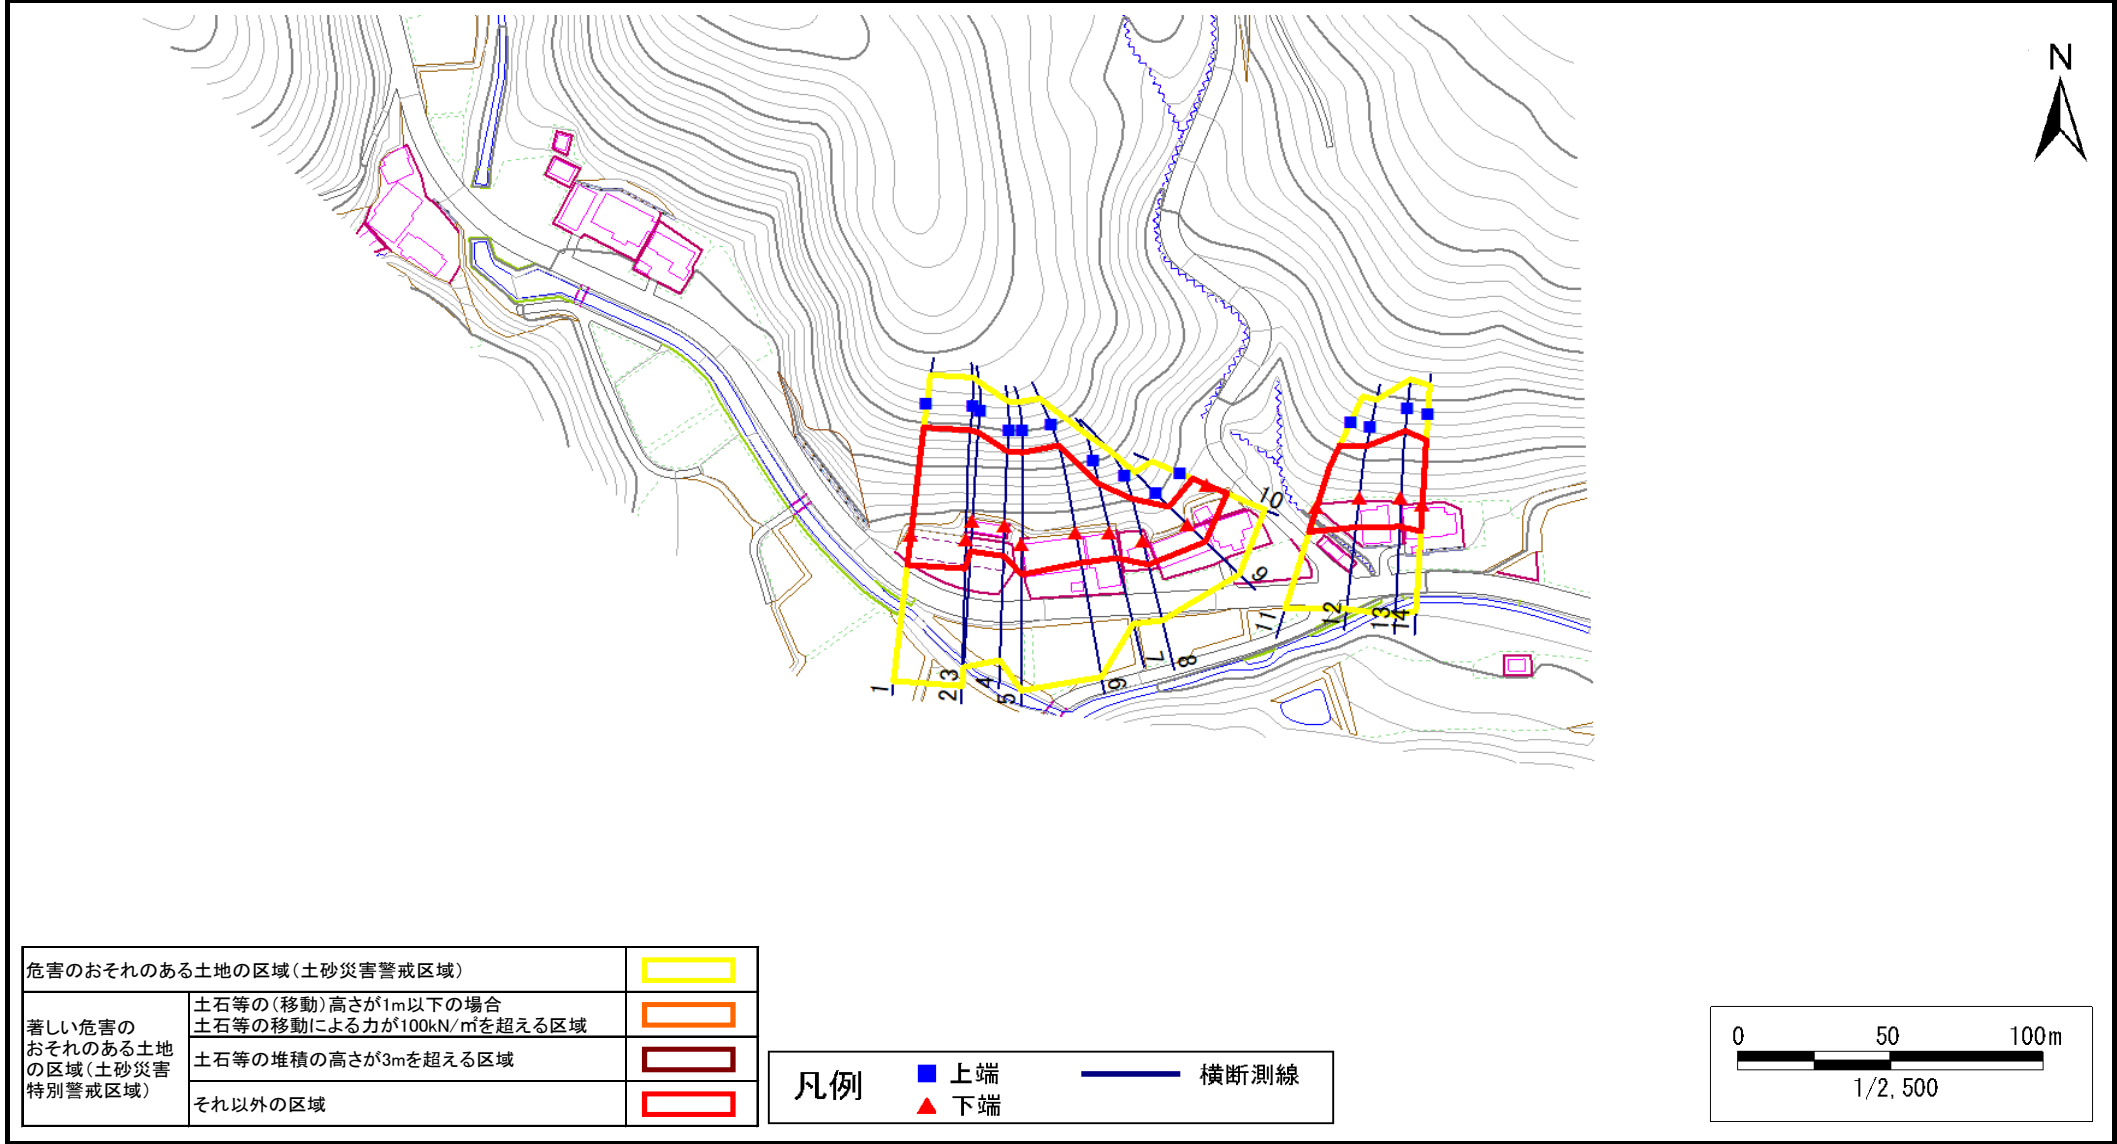 N
10
9
11
12
13
14
7
8
6
1
2
3
4
5
危害のおそれのある土地の区域(土砂災害警戒区域)
著しい危害の
おそれのある土地
の区域(土砂災害
特別警戒区域)
土石等の(移動)高さが1m以下の場合
土石等の移動による力が100kN/㎡を超える区域
土石等の堆積の高さが3mを超える区域
それ以外の区域
凡例
上端
横断測線
下端
0 50 100m
1/2,500